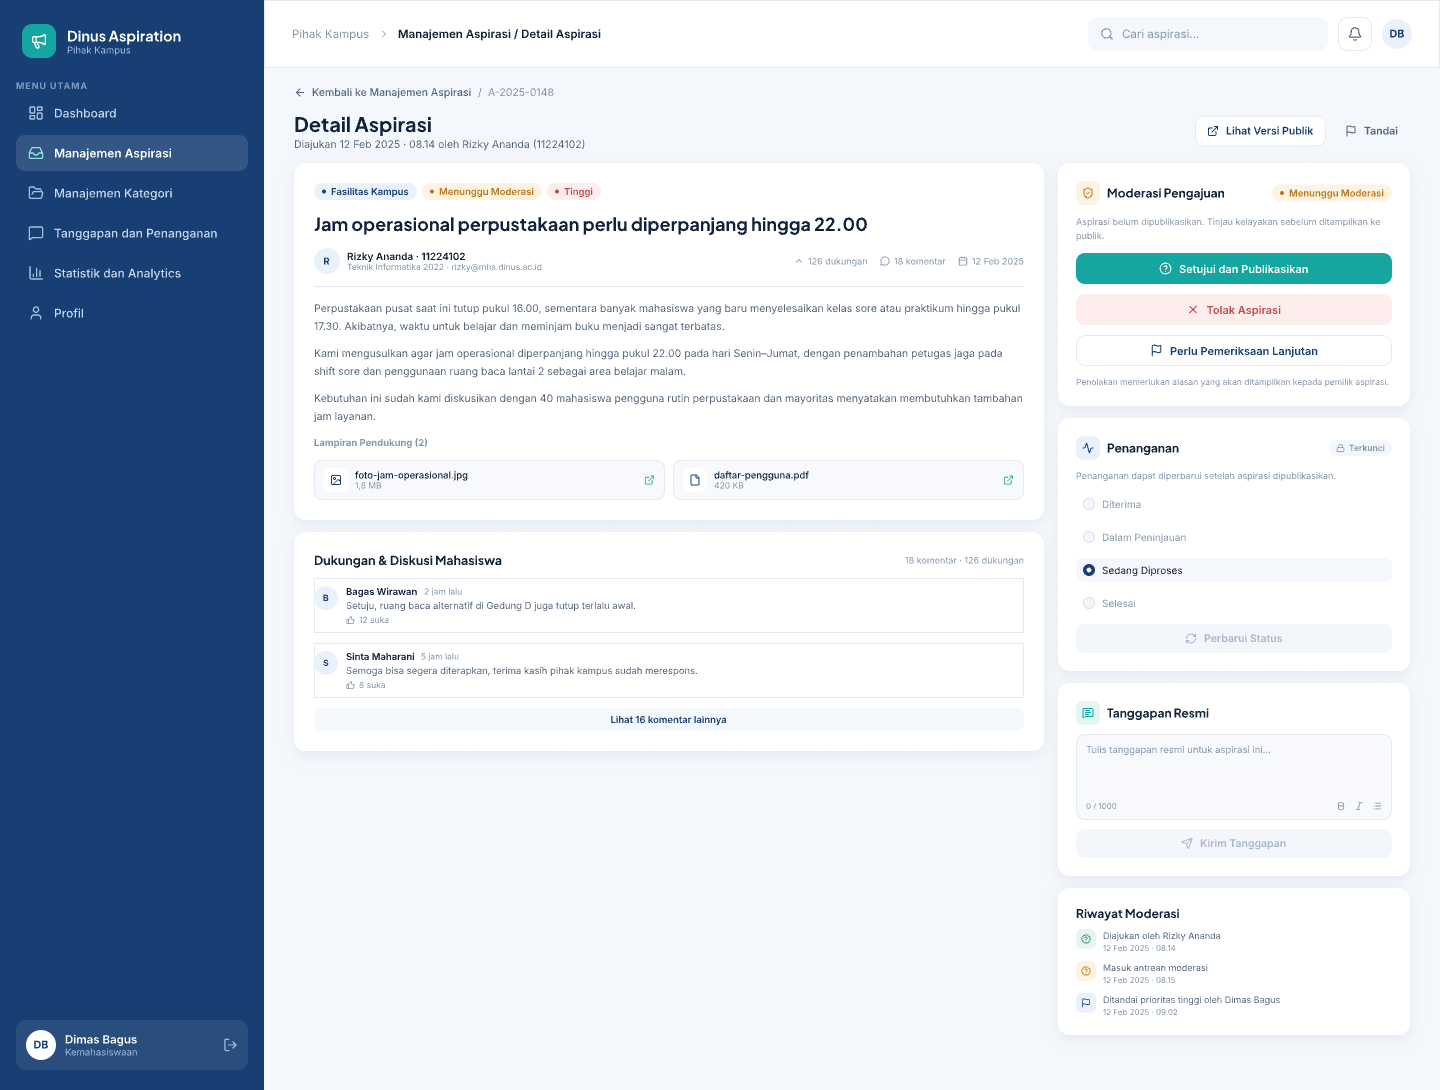 Dinus Aspiration
Pihak Kampus
MENU UTAMA
Dashboard
Manajemen Aspirasi
Manajemen Kategori
Tanggapan dan Penanganan
Statistik dan Analytics
Profil
DB
Dimas Bagus
Kemahasiswaan
Pihak Kampus
Manajemen Aspirasi / Detail Aspirasi
Cari aspirasi...
DB
Kembali ke Manajemen Aspirasi / A-2025-0148
Detail Aspirasi
Diajukan 12 Feb 2025 · 08.14 oleh Rizky Ananda (11224102)
Lihat Versi Publik
Tandai
Fasilitas Kampus
Menunggu Moderasi
Tinggi
Jam operasional perpustakaan perlu diperpanjang hingga 22.00
R
Rizky Ananda · 11224102
Teknik Informatika 2022 · rizky@mhs.dinus.ac.id
126 dukungan
18 komentar
12 Feb 2025
Perpustakaan pusat saat ini tutup pukul 16.00, sementara banyak mahasiswa yang baru menyelesaikan kelas sore atau praktikum hingga pukul
17.30. Akibatnya, waktu untuk belajar dan meminjam buku menjadi sangat terbatas.
Kami mengusulkan agar jam operasional diperpanjang hingga pukul 22.00 pada hari Senin–Jumat, dengan penambahan petugas jaga pada
shift sore dan penggunaan ruang baca lantai 2 sebagai area belajar malam.
Kebutuhan ini sudah kami diskusikan dengan 40 mahasiswa pengguna rutin perpustakaan dan mayoritas menyatakan membutuhkan tambahan
jam layanan.
Lampiran Pendukung (2)
foto-jam-operasional.jpg
1,8 MB
daftar-pengguna.pdf
420 KB
Dukungan & Diskusi Mahasiswa
18 komentar · 126 dukungan
B
Bagas Wirawan 2 jam lalu
Setuju, ruang baca alternatif di Gedung D juga tutup terlalu awal.
12 suka
S
Sinta Maharani 5 jam lalu
Semoga bisa segera diterapkan, terima kasih pihak kampus sudah merespons.
8 suka
Lihat 16 komentar lainnya
Moderasi Pengajuan
Menunggu Moderasi
Aspirasi belum dipublikasikan. Tinjau kelayakan sebelum ditampilkan ke
publik.
Setujui dan Publikasikan
Tolak Aspirasi
Perlu Pemeriksaan Lanjutan
Penolakan memerlukan alasan yang akan ditampilkan kepada pemilik aspirasi.
Penanganan
Terkunci
Penanganan dapat diperbarui setelah aspirasi dipublikasikan.
Diterima
Dalam Peninjauan
Sedang Diproses
Selesai
Perbarui Status
Tanggapan Resmi
Tulis tanggapan resmi untuk aspirasi ini...
0 / 1000
B I
Kirim Tanggapan
Riwayat Moderasi
Diajukan oleh Rizky Ananda
12 Feb 2025 · 08.14
Masuk antrean moderasi
12 Feb 2025 · 08.15
Ditandai prioritas tinggi oleh Dimas Bagus
12 Feb 2025 · 09.02